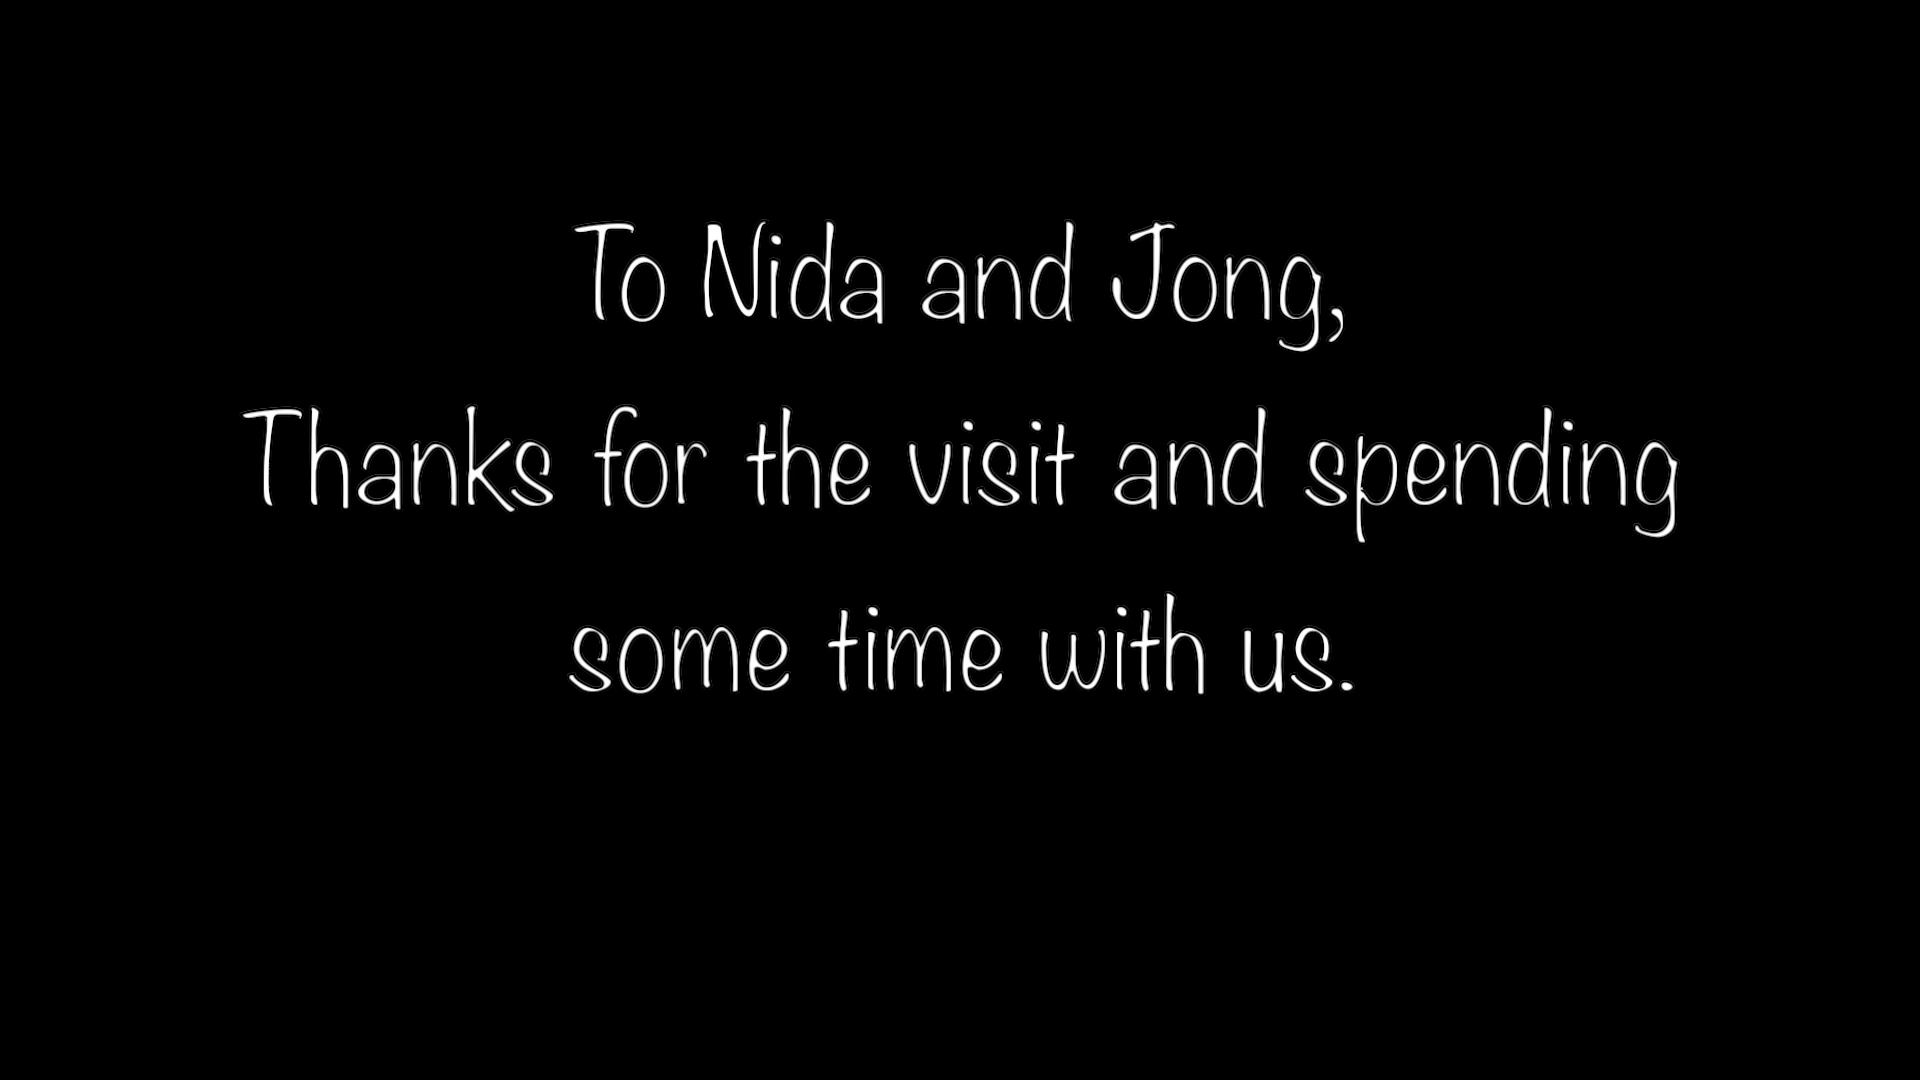 To Nida and Jong,
Thanks for the visit and spending
some time with us.